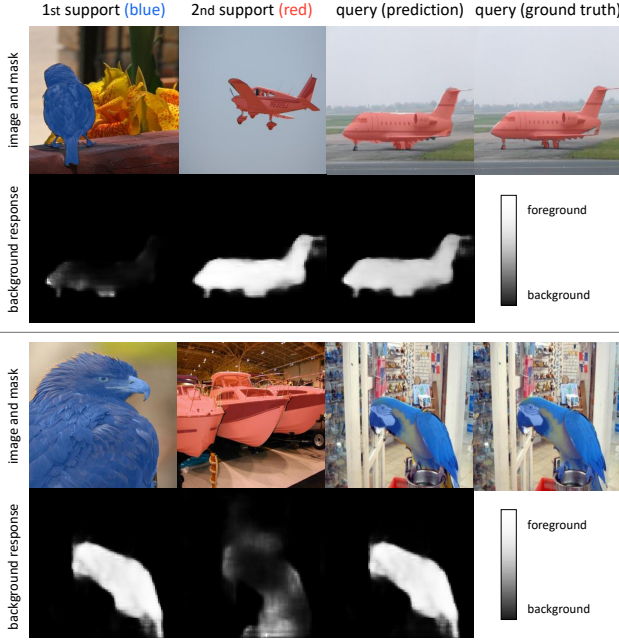 1st support (blue) 2nd support (red) query (prediction) query (ground truth)
image and mask
background response
foreground
background
image and mask
background response
foreground
background